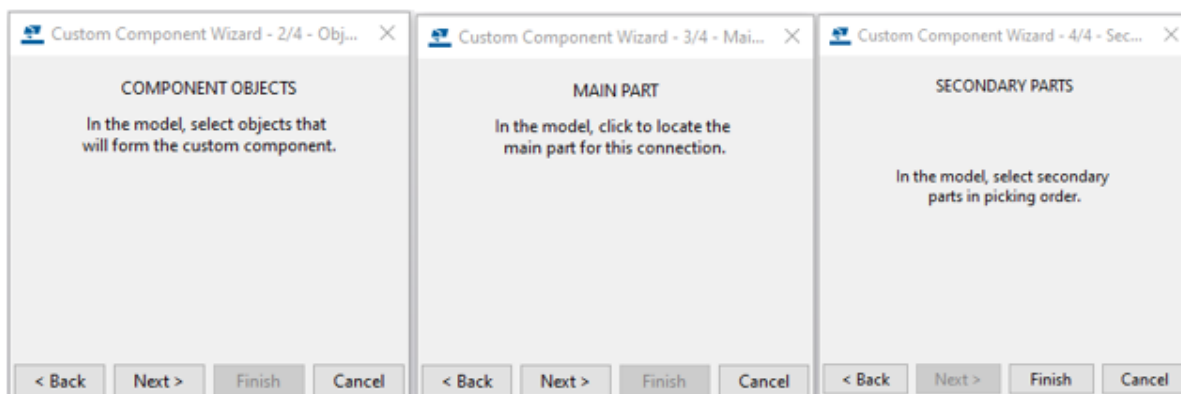 Custom Component Wizard - 2/4 - Obj...
COMPONENT OBJECTS
In the model, select objects that
will form the custom component.
< Back Next > Finish Cancel
Custom Component Wizard - 3/4 - Mai...
MAIN PART
In the model, click to locate the
main part for this connection.
< Back Next > Finish Cancel
Custom Component Wizard - 4/4 - Sec...
SECONDARY PARTS
In the model, select secondary
parts in picking order.
< Back Next > Finish Cancel